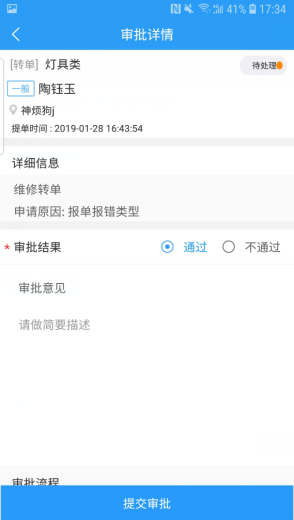 41% 17:34
审批详情
[转单] 灯具类 待处理
一般 陶钰玉
神烦狗j
提单时间 : 2019-01-28 16:43:54
详细信息
维修转单
申请原因: 报单报错类型
* 审批结果 通过 不通过
审批意见
请做简要描述
审批流程
提交审批